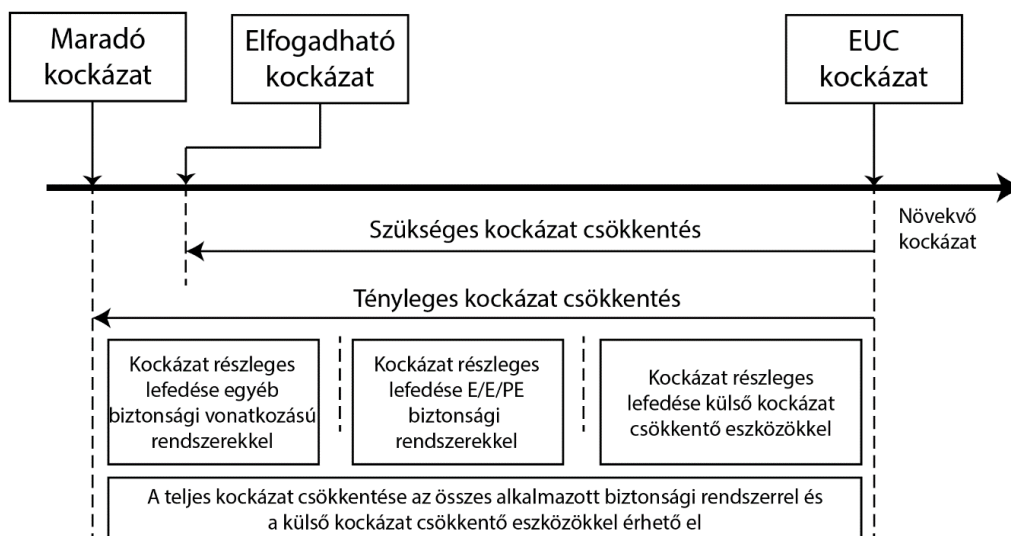 Maradó
kockázat
Elfogadható
kockázat
EUC
kockázat
Növekvő
kockázat
Szükséges kockázat csökkentés
Tényleges kockázat csökkentés
Kockázat részleges
lefedése egyéb
biztonsági vonatkozású
rendszerekkel
Kockázat részleges
lefedése E/E/PE
biztonsági
rendszerekkel
Kockázat részleges
lefedése külső kockázat
csökkentő eszközökkel
A teljes kockázat csökkentése az összes alkalmazott biztonsági rendszerrel és
a külső kockázat csökkentő eszközökkel érhető el